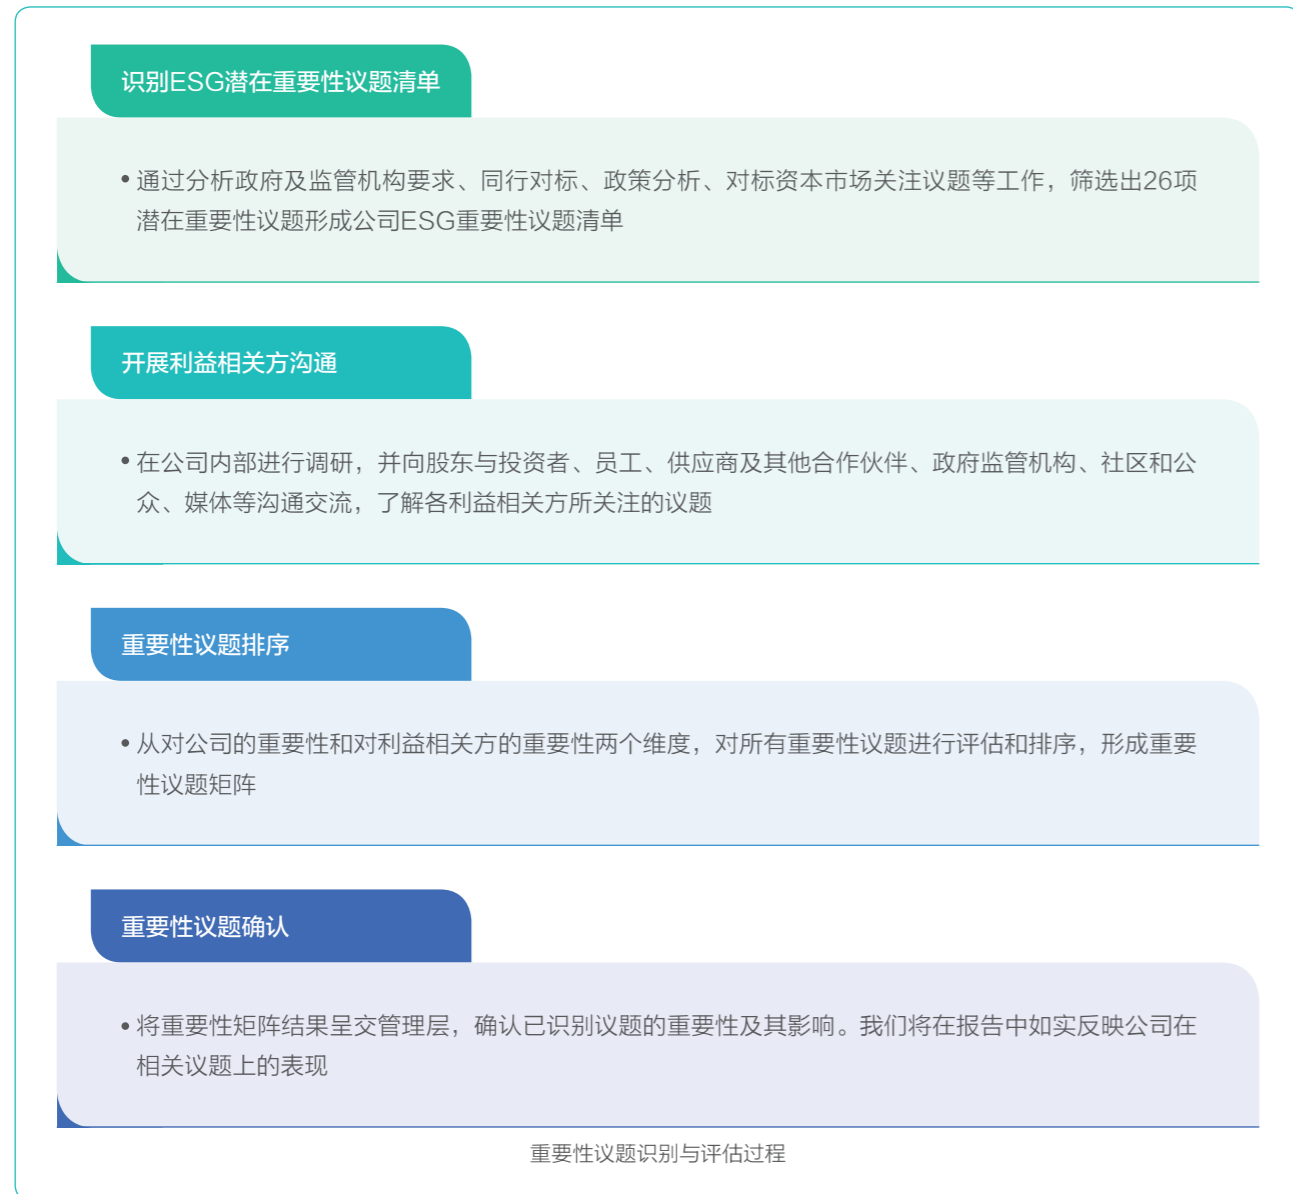 识别ESG潜在重要性议题清单
•通过分析政府及监管机构要求、同行对标、政策分析、对标资本市场关注议题等工作，筛选出26项
潜在重要性议题形成公司ESG重要性议题清单
开展利益相关方沟通
•在公司内部进行调研，并向股东与投资者、员工、供应商及其他合作伙伴、政府监管机构、社区和公
众、媒体等沟通交流，了解各利益相关方所关注的议题
重要性议题排序
•从对公司的重要性和对利益相关方的重要性两个维度，对所有重要性议题进行评估和排序，形成重要
性议题矩阵
重要性议题确认
•将重要性矩阵结果呈交管理层，确认已识别议题的重要性及其影响。我们将在报告中如实反映公司在
相关议题上的表现
重要性议题识别与评估过程